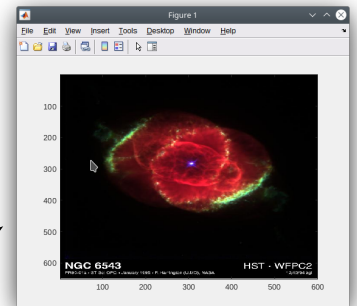 Figure 1
File Edit View Insert Tools Desktop Window Help
100
200
300
400
500
600
NGC 6543
HST · WFPC2
100 200 300 400 500 600